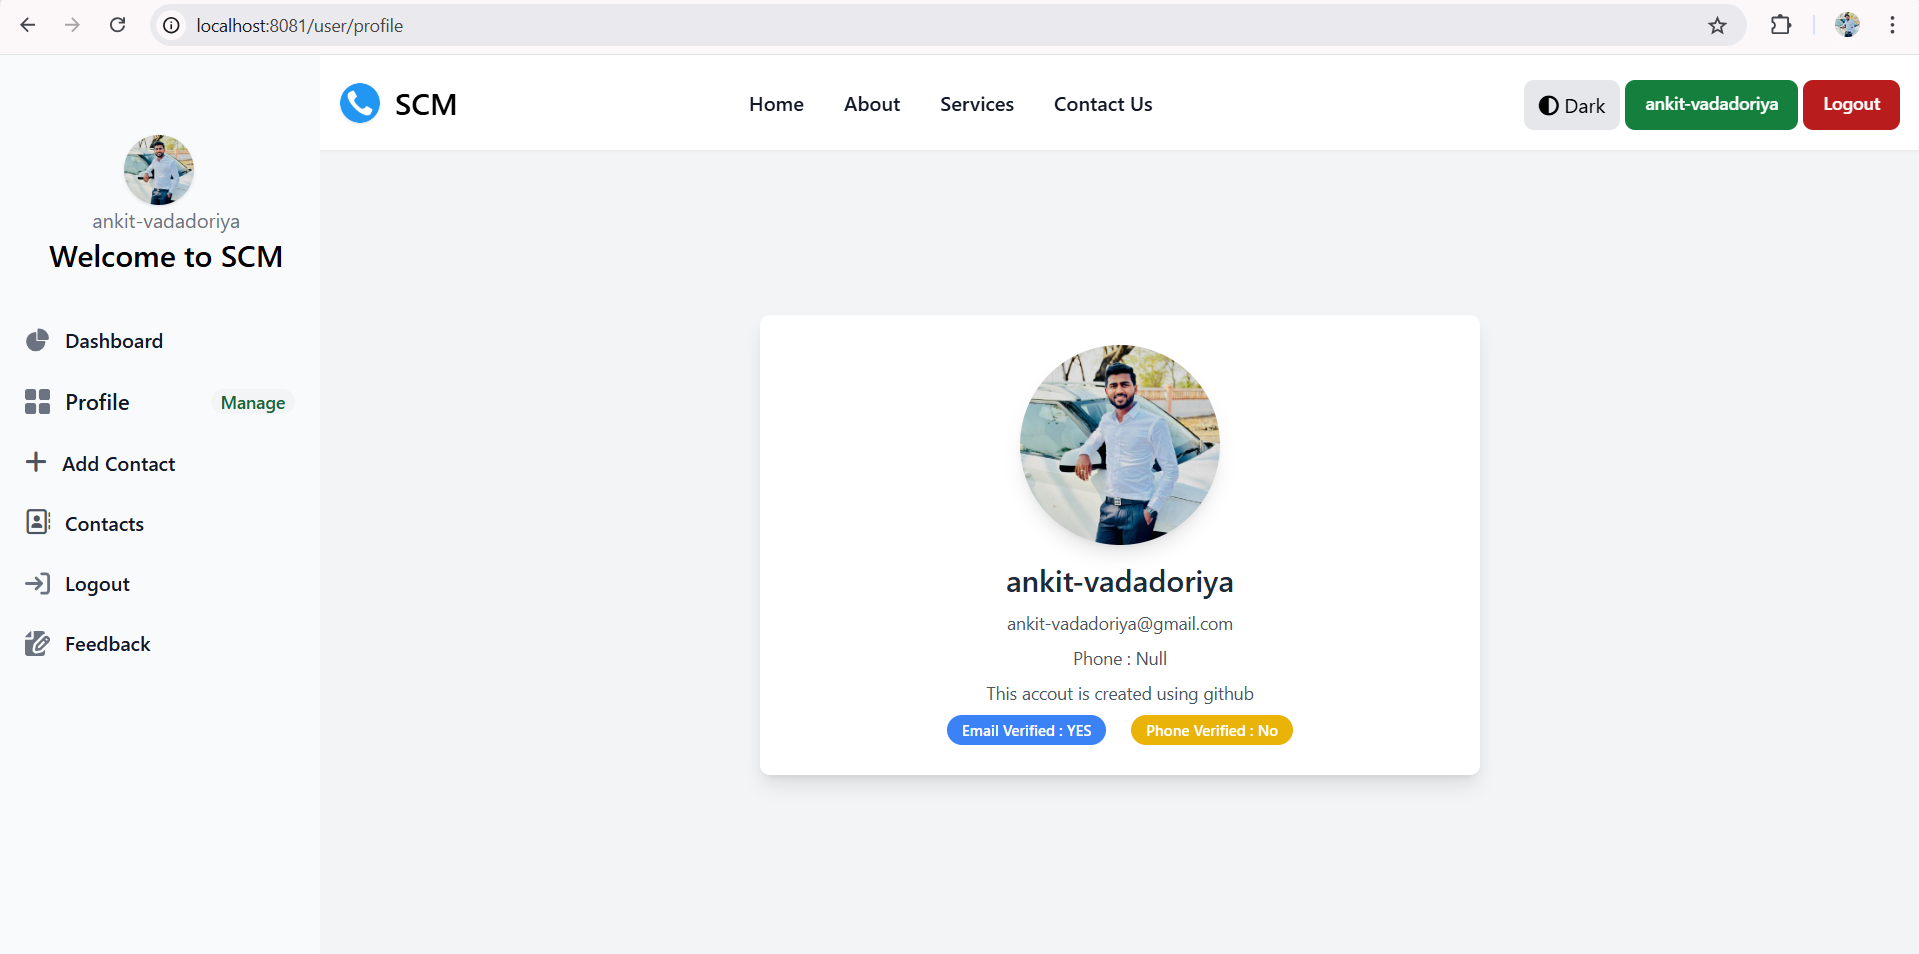 localhost:8081/user/profile
SCM
Home About Services Contact Us
Dark ankit-vadadoriya Logout
ankit-vadadoriya
Welcome to SCM
Dashboard
Profile Manage
Add Contact
Contacts
Logout
Feedback
ankit-vadadoriya
ankit-vadadoriya@gmail.com
Phone : Null
This accout is created using github
Email Verified : YES Phone Verified : No